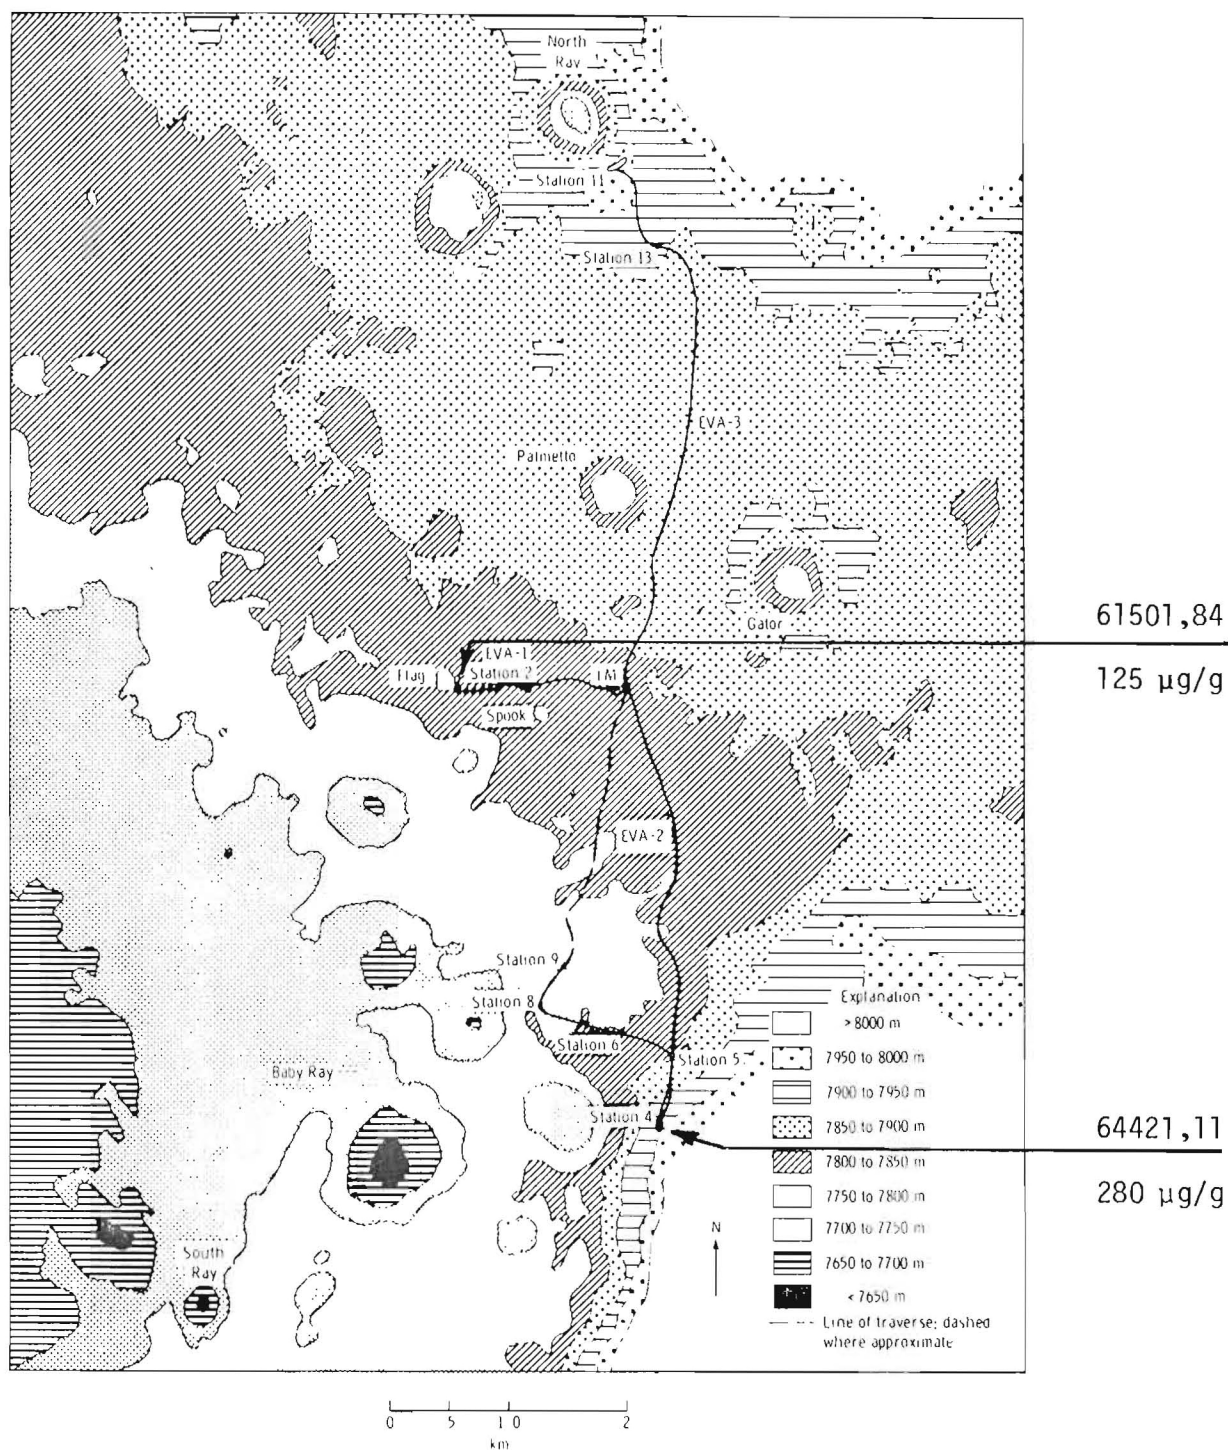 North
Ray
Station 11
Station 13
EVA-3
Palmetto
Gator
61501,84
125 µg/g
EVA-1
Flag
Station 2
LM
Spook
EVA-2
Station 9
Station 8
Station 6
Station 5
Baby Ray
Station 4
South
Ray
Explanation
> 8000 m
7950 to 8000 m
7900 to 7950 m
7850 to 7900 m
7800 to 7850 m
7750 to 7800 m
7700 to 7750 m
7650 to 7700 m
< 7650 m
Line of traverse; dashed
where approximate
64421,11
280 µg/g
N
0 5 1 0 2
km